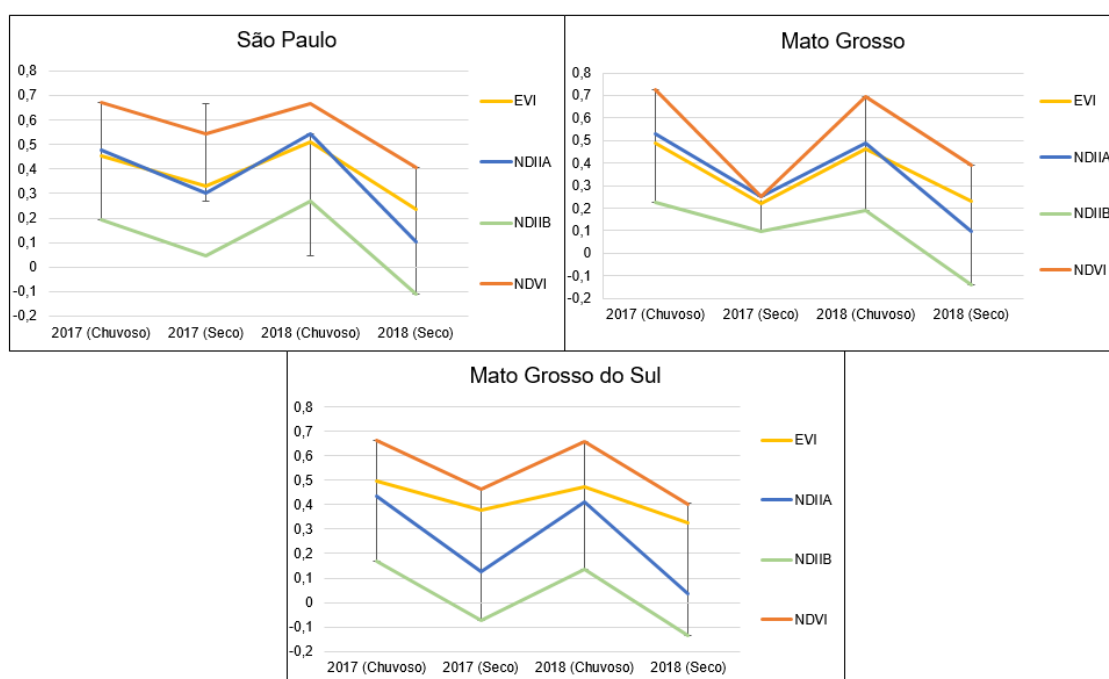 São Paulo
0,8
0,7
0,6
0,5
0,4
0,3
0,2
0,1
0
-0,1
-0,2
2017 (Chuvoso) 2017 (Seco) 2018 (Chuvoso) 2018 (Seco)
EVI
NDIIA
NDIIB
NDVI
Mato Grosso
0,8
0,7
0,6
0,5
0,4
0,3
0,2
0,1
0
-0,1
-0,2
2017 (Chuvoso) 2017 (Seco) 2018 (Chuvoso) 2018 (Seco)
EVI
NDIIA
NDIIB
NDVI
Mato Grosso do Sul
0,8
0,7
0,6
0,5
0,4
0,3
0,2
0,1
0
-0,1
-0,2
2017 (Chuvoso) 2017 (Seco) 2018 (Chuvoso) 2018 (Seco)
EVI
NDIIA
NDIIB
NDVI